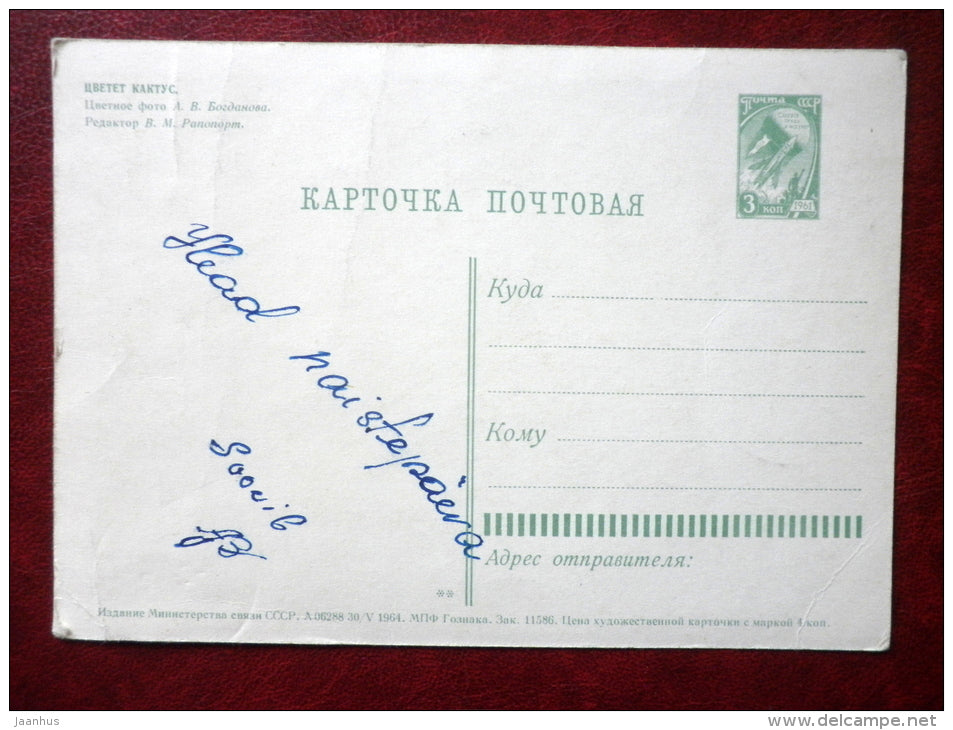 ЦВЕТЕТ КАКТУС.
Цветное фото А. В. Богданова.
Редактор В. М. Рапопорт.
ПОЧТА СССР
3 КОП
1961
КАРТОЧКА ПОЧТОВАЯ
Head naistepäeva
soovib
Куда
Кому
Адрес отправителя:
**
Издание Министерства связи СССР. А 06288 30/V 1964. МПФ Гознака. Зак. 11586. Цена художественной карточки с маркой 4 коп.
jaanhus
www.delcampe.net